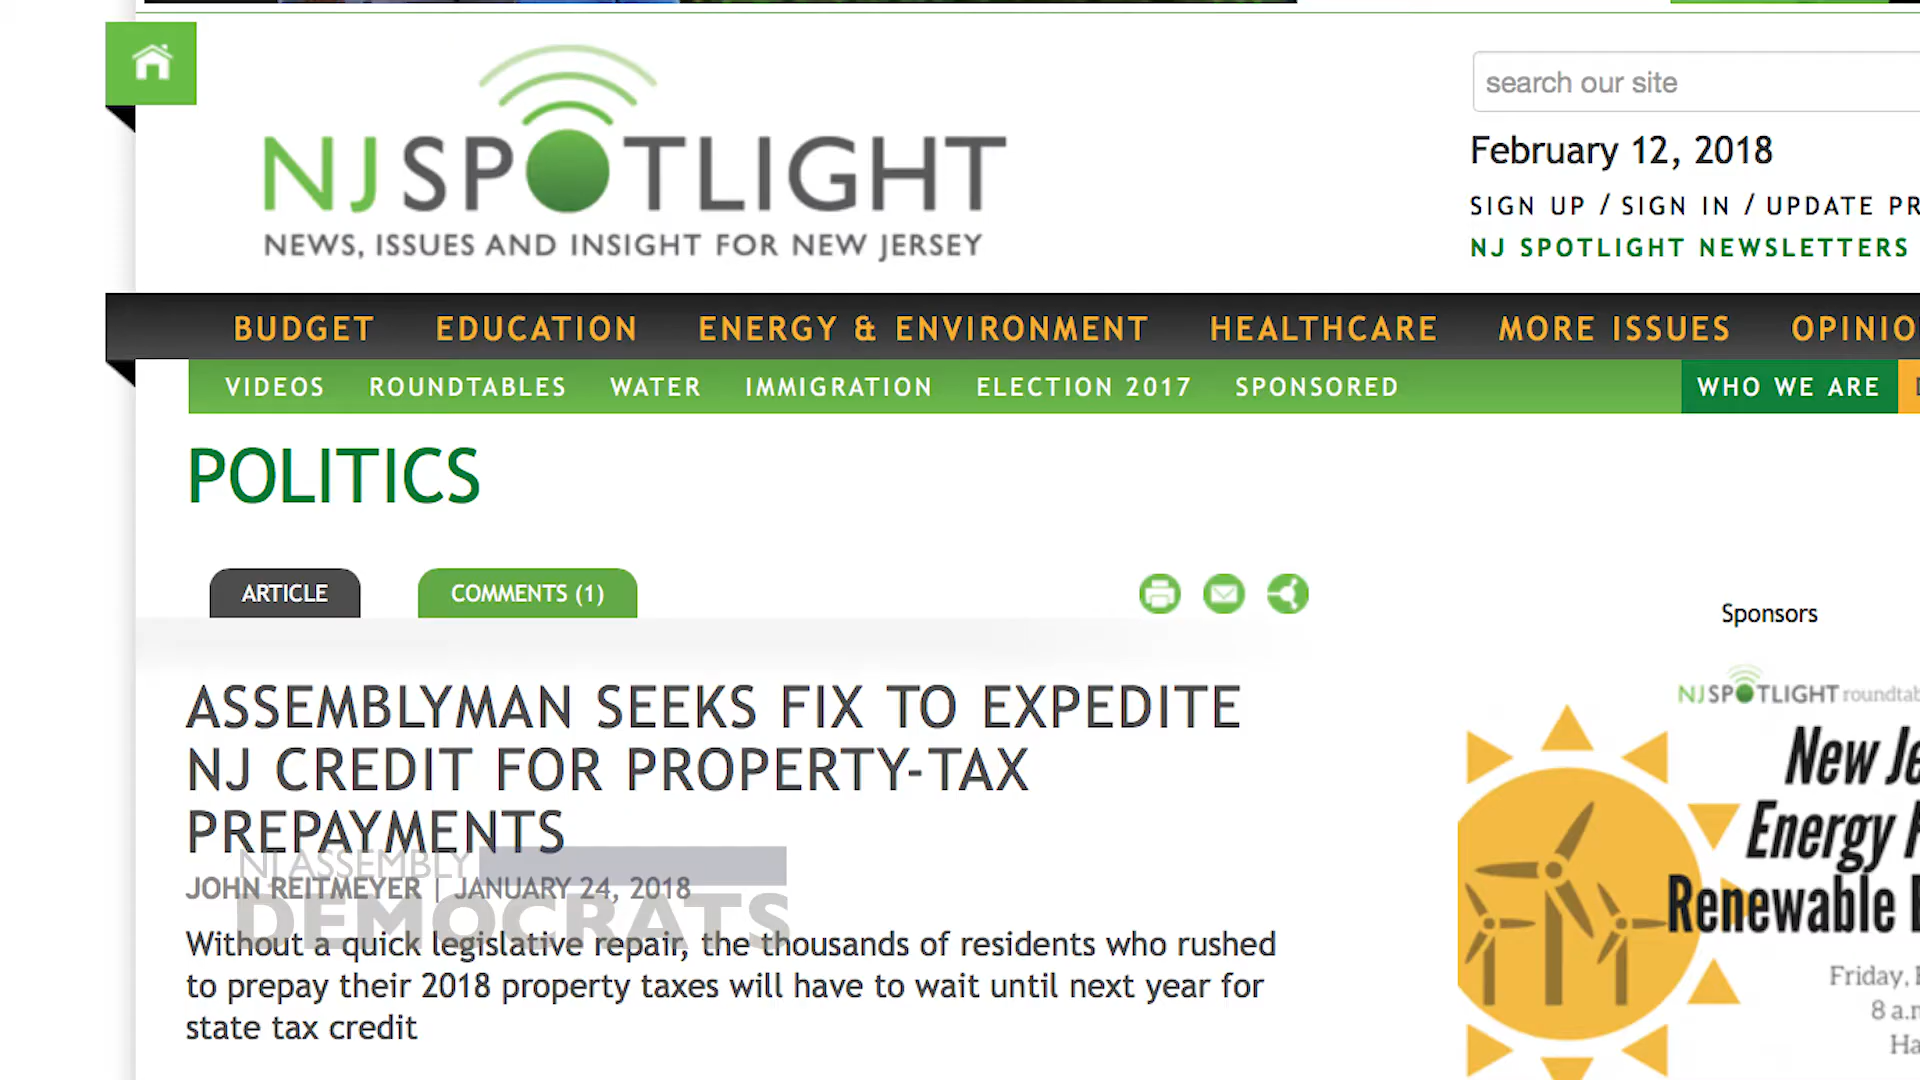 NJ SPOTLIGHT
NEWS, ISSUES AND INSIGHT FOR NEW JERSEY
search our site
February 12, 2018
SIGN UP / SIGN IN / UPDATE
NJ SPOTLIGHT NEWSLETTERS
BUDGET EDUCATION ENERGY & ENVIRONMENT HEALTHCARE MORE ISSUES
VIDEOS ROUNDTABLES WATER IMMIGRATION ELECTION 2017 SPONSORED WHO WE ARE
POLITICS
ARTICLE COMMENTS (1)
ASSEMBLYMAN SEEKS FIX TO EXPEDITE
NJ CREDIT FOR PROPERTY-TAX
PREPAYMENTS
JOHN REITMEYER | JANUARY 24, 2018
Without a quick legislative repair, the thousands of residents who rushed
to prepay their 2018 property taxes will have to wait until next year for
state tax credit
NJ ASSEMBLY
DEMOCRATS
Sponsors
NJ SPOTLIGHT
New
Energy
Renewable
Friday,
8